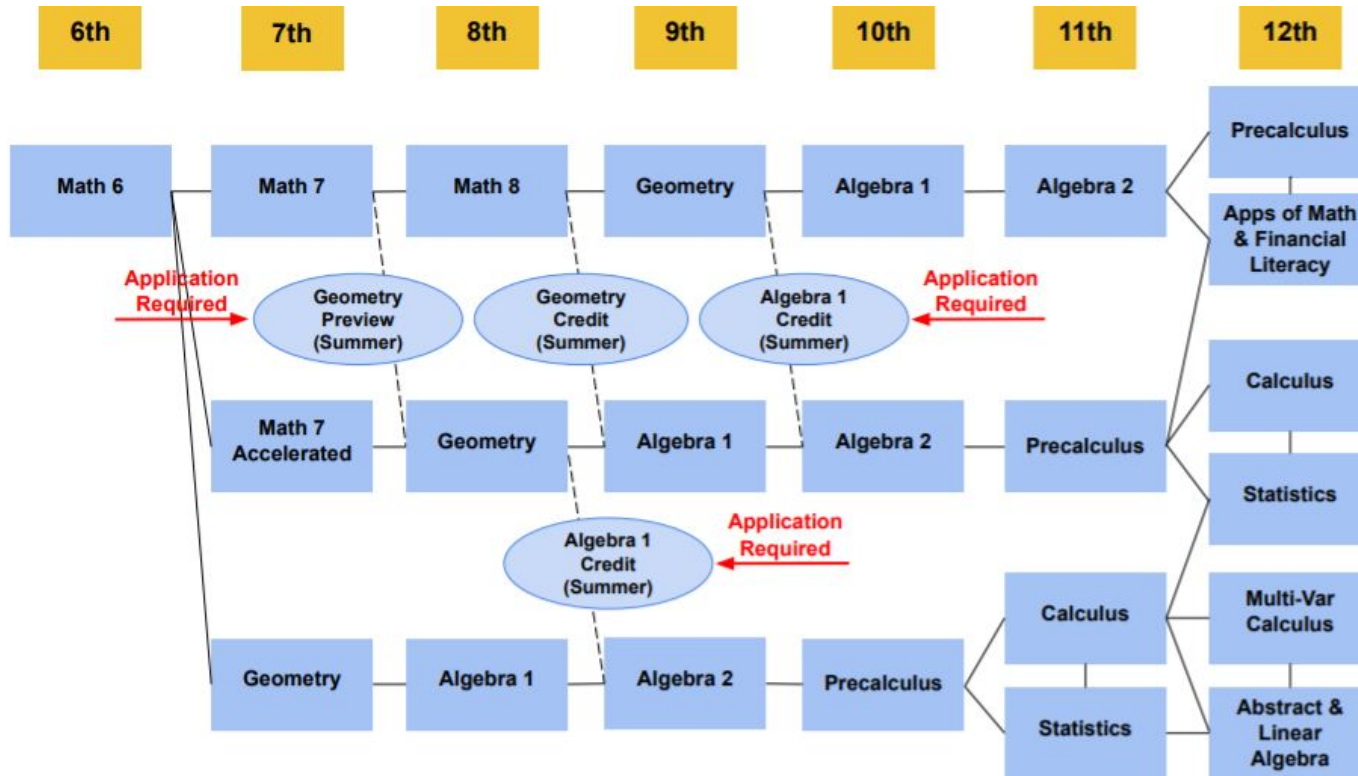 6th
7th
8th
9th
10th
11th
12th
Math 6
Math 7
Math 8
Geometry
Algebra 1
Algebra 2
Precalculus
Apps of Math
& Financial
Literacy
Application
Required
Geometry
Preview
(Summer)
Geometry
Credit
(Summer)
Algebra 1
Credit
(Summer)
Application
Required
Math 7
Accelerated
Geometry
Algebra 1
Algebra 2
Precalculus
Calculus
Statistics
Algebra 1
Credit
(Summer)
Application
Required
Geometry
Algebra 1
Algebra 2
Precalculus
Calculus
Statistics
Multi-Var
Calculus
Abstract &
Linear
Algebra